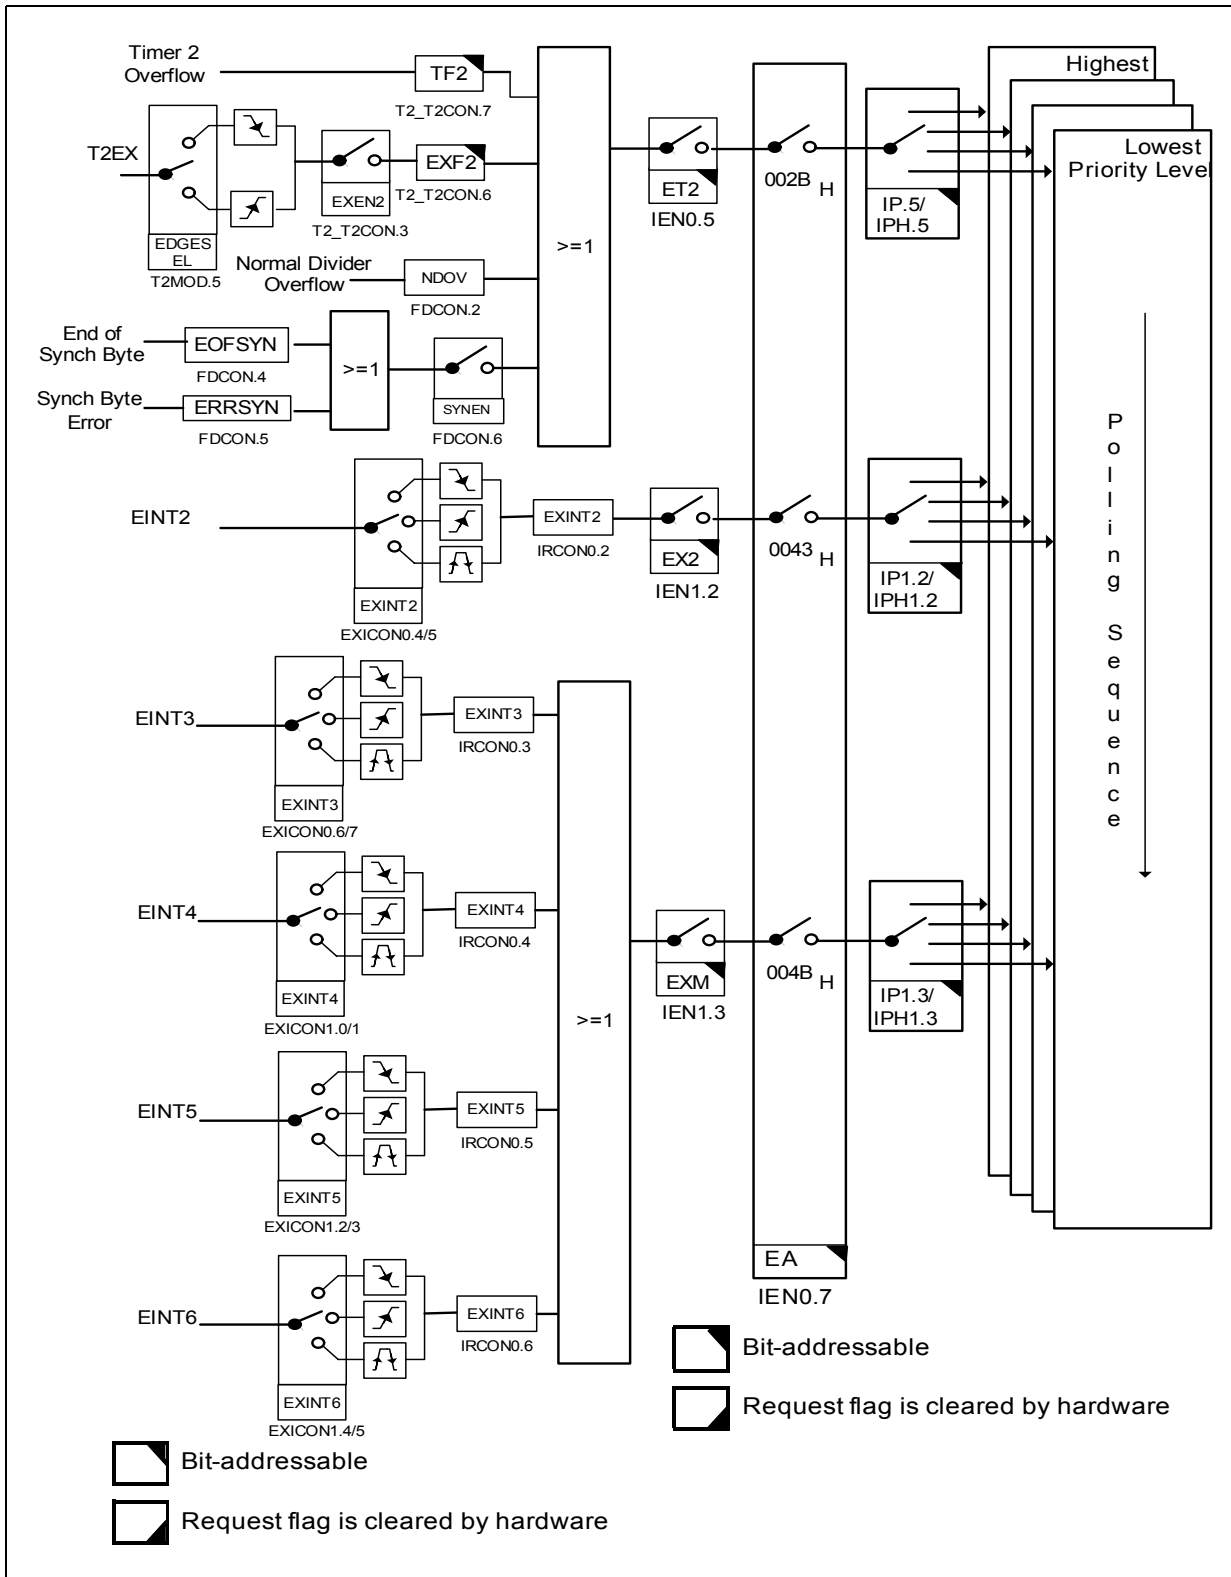 Timer 2
Overflow
TF2
T2_T2CON.7
T2EX
EDGES
EL
T2MOD.5
EXEN2
T2_T2CON.3
EXF2
T2_T2CON.6
Normal Divider
Overflow
NDOV
FDCON.2
End of
Synch Byte
EOFSYN
FDCON.4
Synch Byte
Error
ERRSYN
FDCON.5
>=1
SYNEN
FDCON.6
>=1
ET2
IEN0.5
002B H
IP.5/
IPH.5
Highest
Lowest
Priority Level
EINT2
EXINT2
EXICON0.4/5
EXINT2
IRCON0.2
EX2
IEN1.2
0043 H
IP1.2/
IPH1.2
Polling Sequence
EINT3
EXINT3
EXICON0.6/7
EXINT3
IRCON0.3
EINT4
EXINT4
EXICON1.0/1
EXINT4
IRCON0.4
>=1
EXM
IEN1.3
004B H
IP1.3/
IPH1.3
EINT5
EXINT5
EXICON1.2/3
EXINT5
IRCON0.5
EINT6
EXINT6
EXICON1.4/5
EXINT6
IRCON0.6
EA
IEN0.7
Bit-addressable
Request flag is cleared by hardware
Bit-addressable
Request flag is cleared by hardware